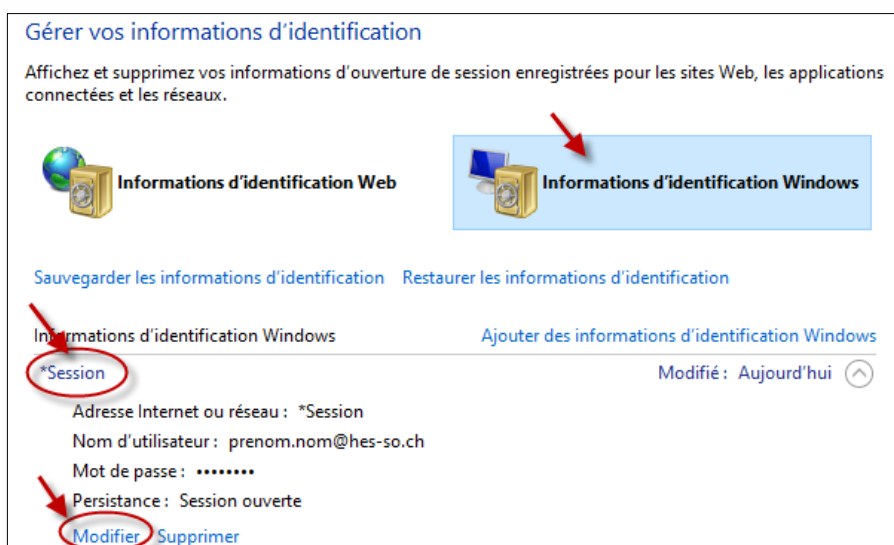 Gérer vos informations d'identification
Affichez et supprimez vos informations d'ouverture de session enregistrées pour les sites Web, les applications
connectées et les réseaux.
Informations d'identification Web
Informations d'identification Windows
Sauvegarder les informations d'identification Restaurer les informations d'identification
Informations d'identification Windows Ajouter des informations d'identification Windows
*Session Modifié : Aujourd'hui
Adresse Internet ou réseau : *Session
Nom d'utilisateur : prenom.nom@hes-so.ch
Mot de passe : ••••••••
Persistance : Session ouverte
Modifier Supprimer